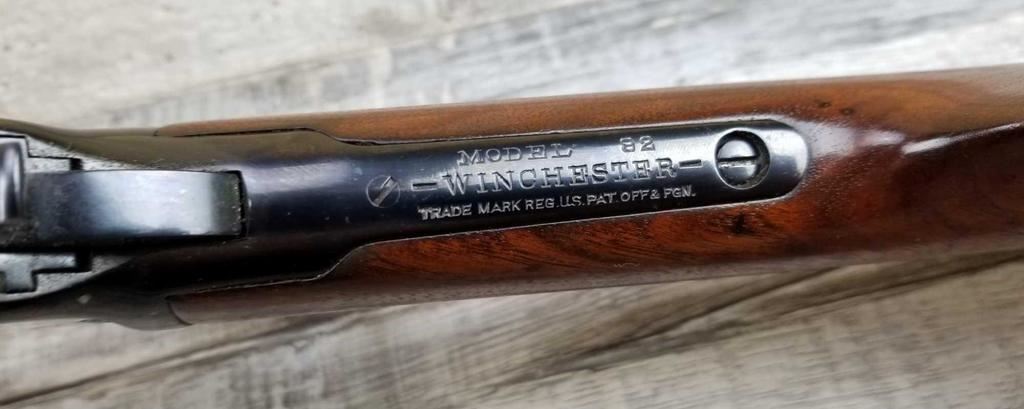 MODEL 92
—WINCHESTER—
TRADE MARK REG. U.S. PAT. OFF & FGN.